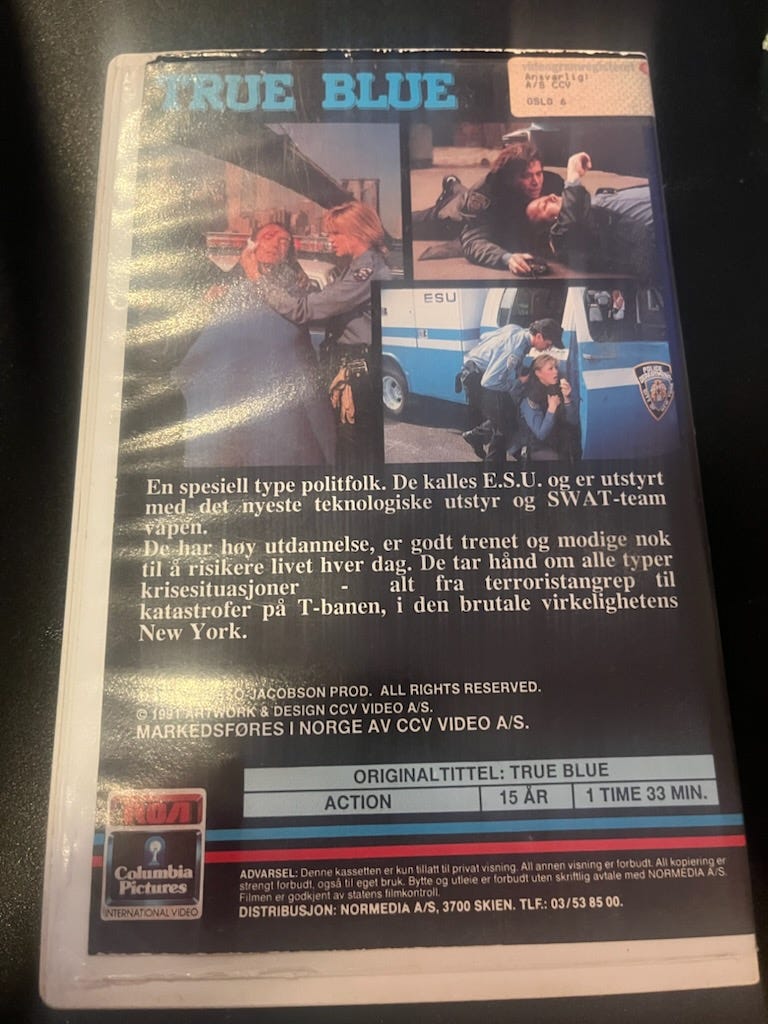 TRUE BLUE
videogramregisteret
Ansvarlig:
A/S CCV
OSLO 6
ESU
POLICE
En spesiell type politfolk. De kalles E.S.U. og er utstyrt
med det nyeste teknologiske utstyr og SWAT-team
våpen.
De har høy utdannelse, er godt trenet og modige nok
til å risikere livet hver dag. De tar hånd om alle typer
krisesituasjoner - alt fra terroristangrep til
katastrofer på T-banen, i den brutale virkelighetens
New York.
-JACOBSON PROD. ALL RIGHTS RESERVED.
© 1991 ARTWORK & DESIGN CCV VIDEO A/S.
MARKEDSFØRES I NORGE AV CCV VIDEO A/S.
ORIGINALTITTEL: TRUE BLUE
ACTION 15 ÅR 1 TIME 33 MIN.
RCA
Columbia
Pictures
INTERNATIONAL VIDEO
ADVARSEL: Denne kassetten er kun tillatt til privat visning. All annen visning er forbudt. All kopiering er
strengt forbudt, også til eget bruk. Bytte og utleie er forbudt uten skriftlig avtale med NORMEDIA A/S.
Filmen er godkjent av statens filmkontroll.
DISTRIBUSJON: NORMEDIA A/S, 3700 SKIEN. TLF.: 03/53 85 00.